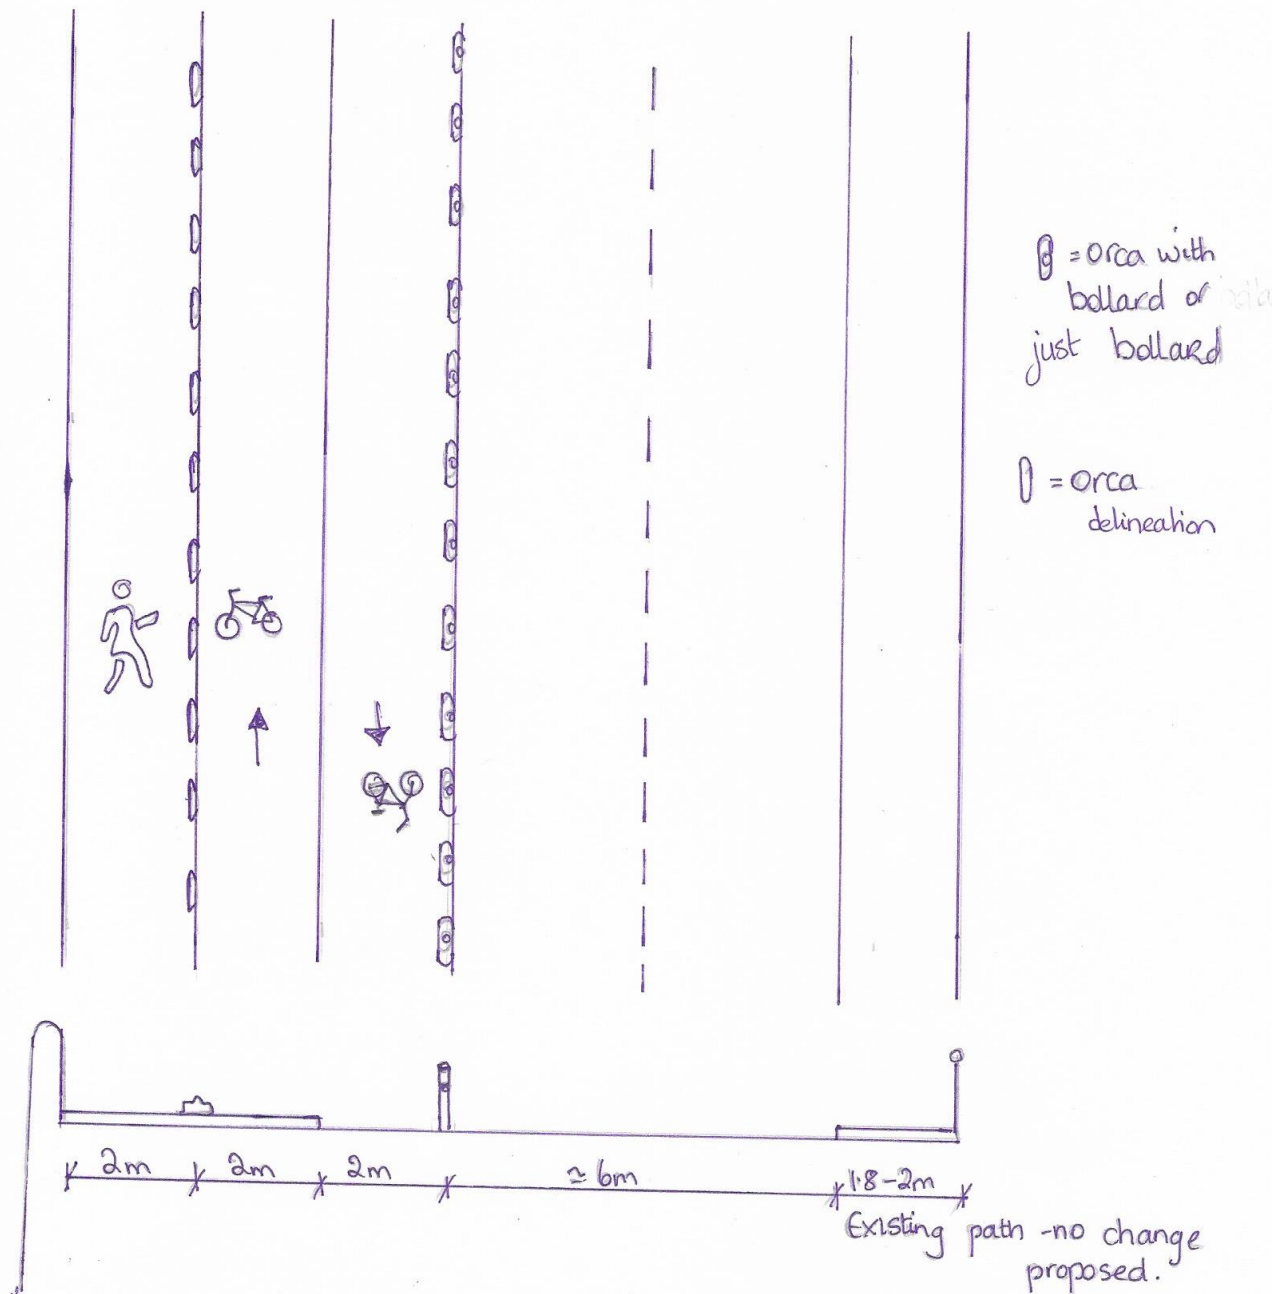 = orca with
bollard or
just bollard
= orca
delineation
2m
2m
2m
≃ 6m
1.8-2m
Existing path -no change
proposed.